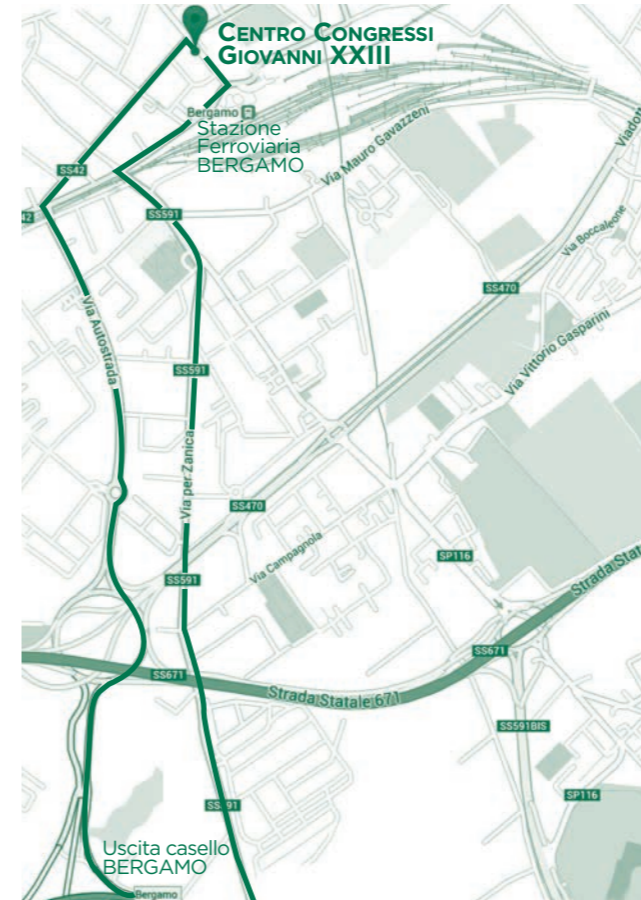 CENTRO CONGRESSI
GIOVANNI XXIII
Bergamo
Stazione
Ferroviaria
BERGAMO
Via Mauro Gavazzeni
SS42
42
SS591
Via Boccaleone
SS470
Via Autostrada
Via Vittorio Gasparini
SS591
Via per Zanica
SS470
Via Campagnola
SP116
SS591
Strada Stat
SS671
SS671
Strada Statale 671
SS591BIS
SP116
Uscita casello
BERGAMO
Bergamo